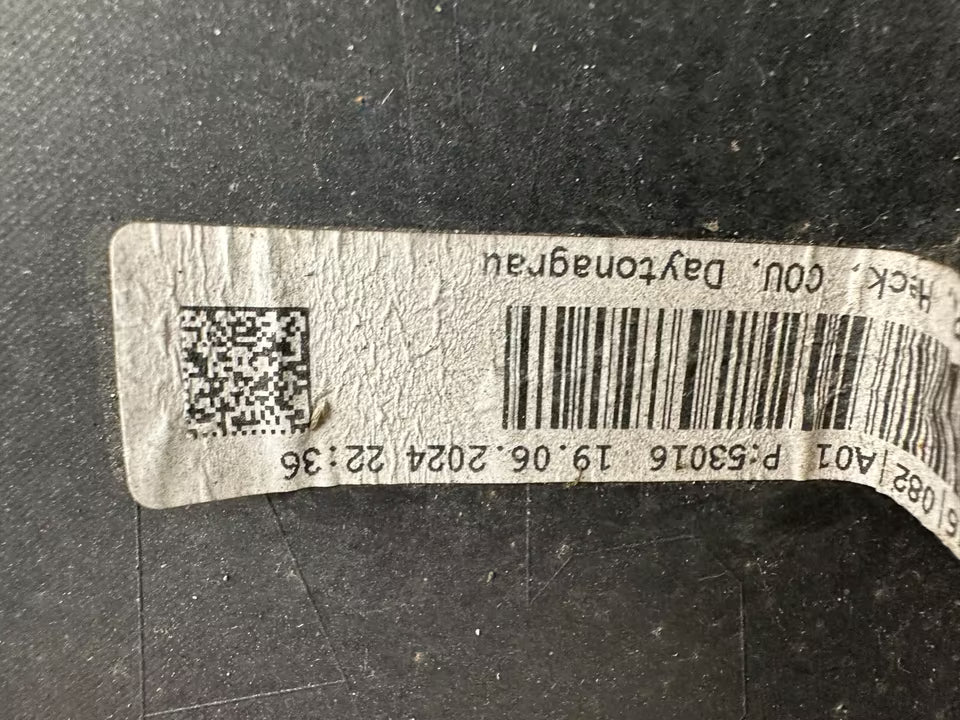 082|A01 P:53016 19.06.2024 22:36
Heck, COU, Daytonagrau